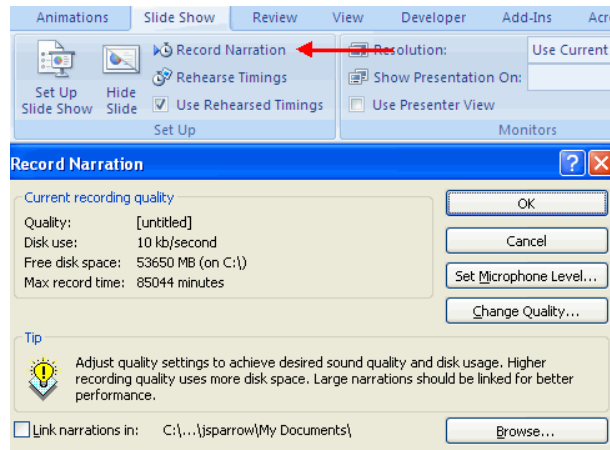 Animations Slide Show Review View Developer Add-Ins Acr
Record Narration Resolution: Use Current
Rehearse Timings Show Presentation On:
Set Up Slide Show Hide Slide Use Rehearsed Timings Use Presenter View
Set Up Monitors
Record Narration
Current recording quality OK
Quality: [untitled]
Disk use: 10 kb/second Cancel
Free disk space: 53650 MB (on C:\)
Max record time: 85044 minutes Set Microphone Level...
Change Quality...
Tip
Adjust quality settings to achieve desired sound quality and disk usage. Higher
recording quality uses more disk space. Large narrations should be linked for better
performance.
Link narrations in: C:\...\jsparrow\My Documents\ Browse...